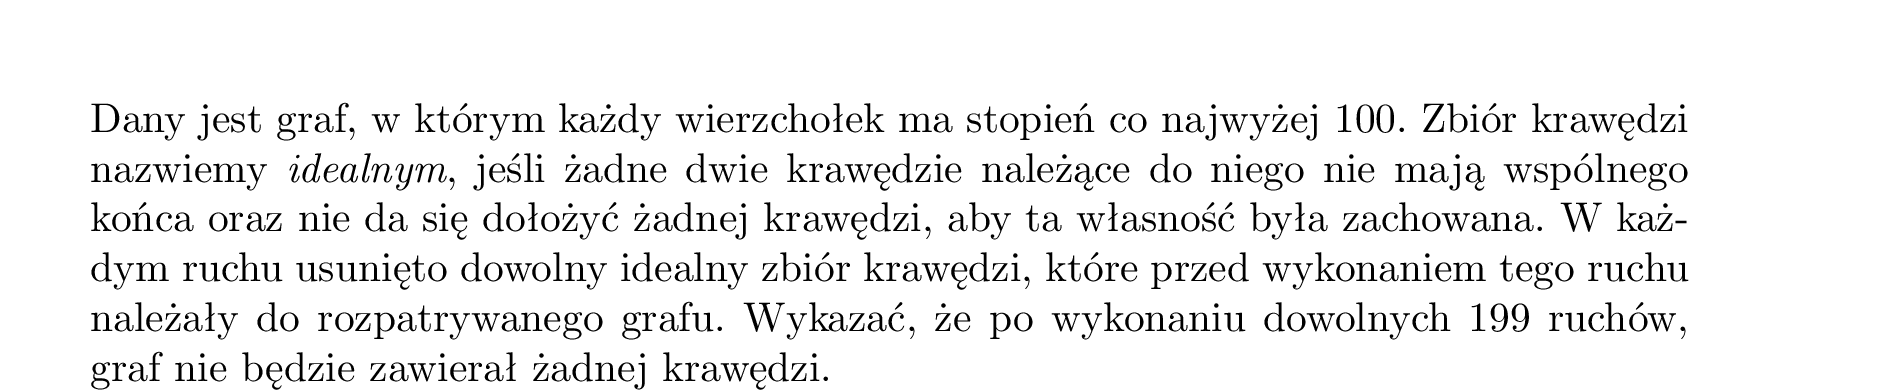 Dany jest graf, w którym każdy wierzchołek ma stopień co najwyżej 100. Zbiór krawędzi
nazwiemy idealnym, jeśli żadne dwie krawędzie należące do niego nie mają wspólnego
końca oraz nie da się dołożyć żadnej krawędzi, aby ta własność była zachowana. W każ-
dym ruchu usunięto dowolny idealny zbiór krawędzi, które przed wykonaniem tego ruchu
należały do rozpatrywanego grafu. Wykazać, że po wykonaniu dowolnych 199 ruchów,
graf nie będzie zawierał żadnej krawędzi.